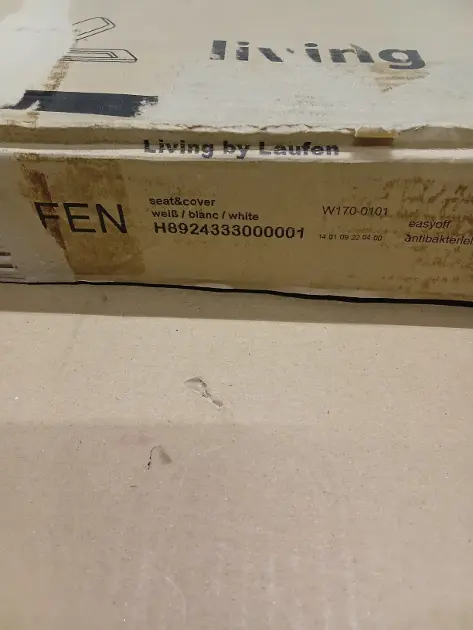 living
Living by Laufen
FEN
seat&cover
weiß / blanc / white
H8924333000001
W170-0101
14 01 09 22 04 00
easyoff
antibakteriell